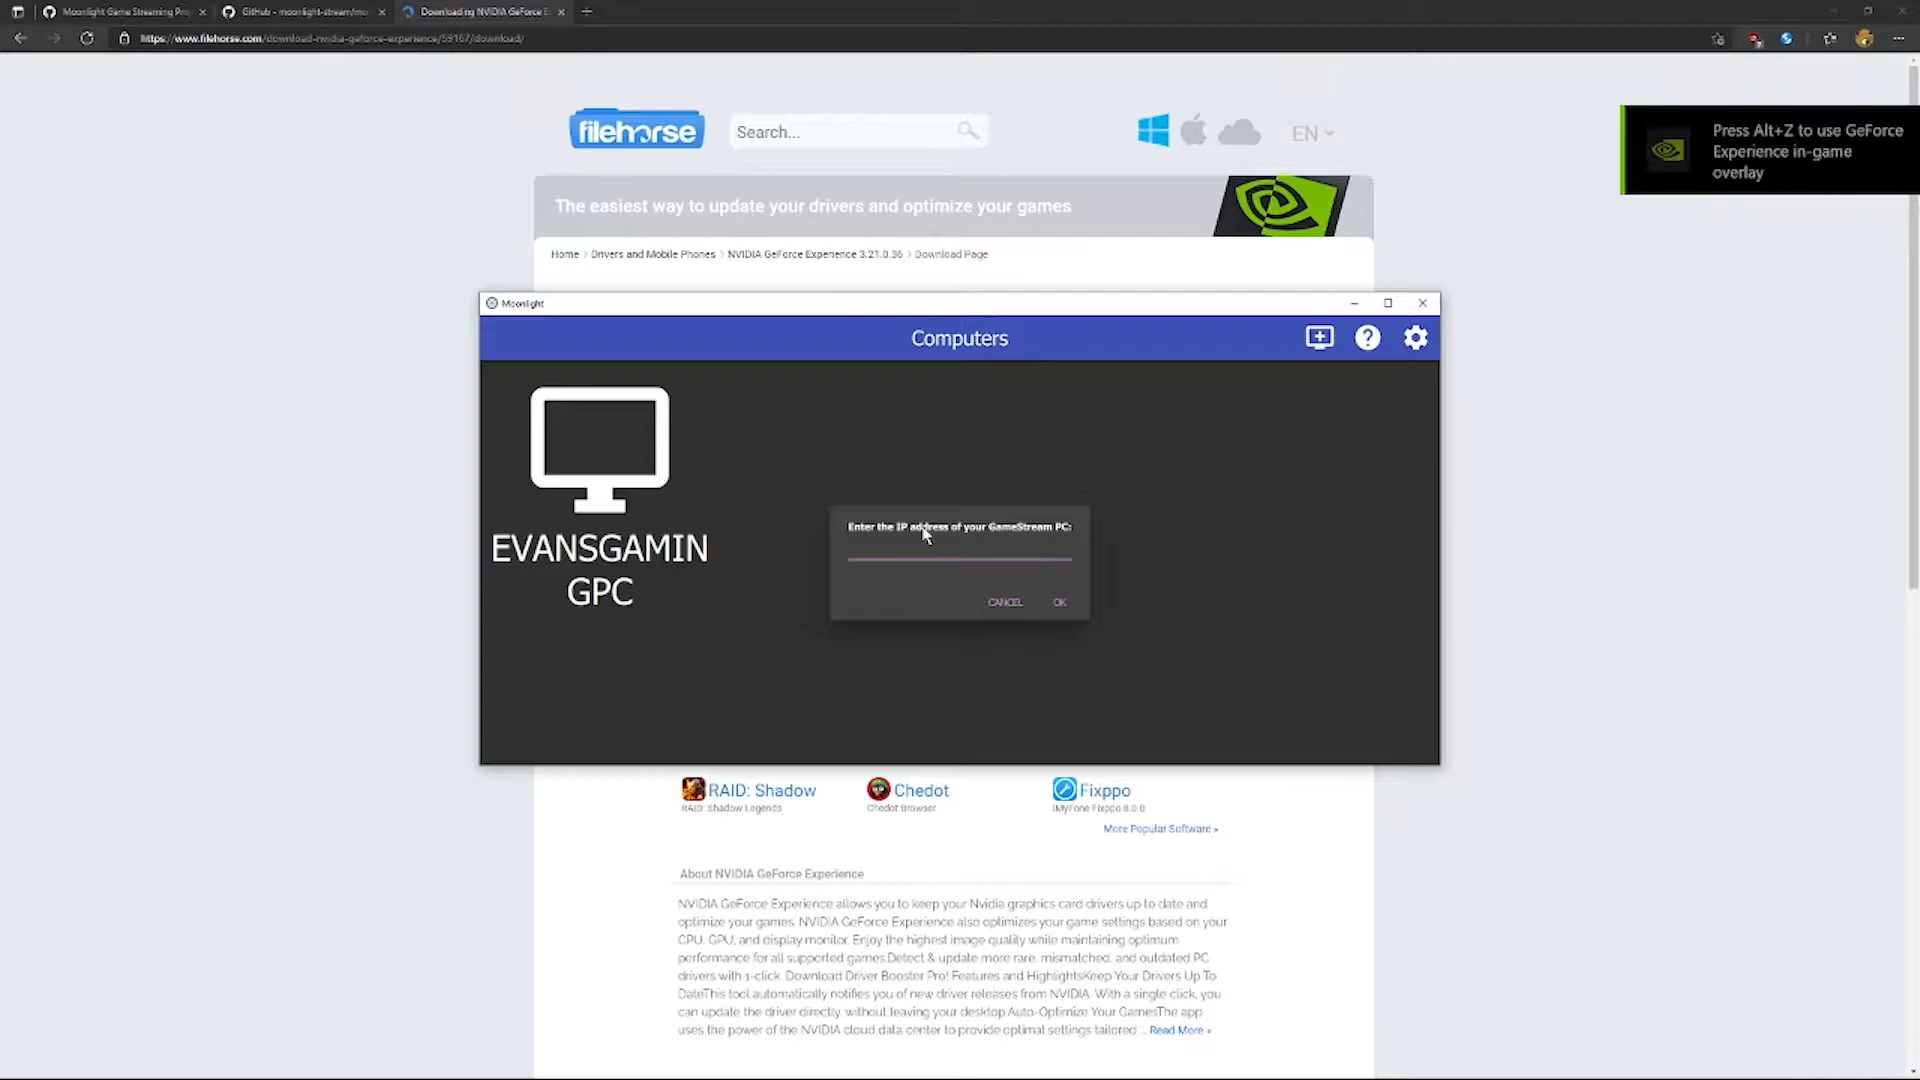 Moonlight Game Streaming Pro
GitHub - moonlight-stream/mo
Downloading NVIDIA GeForce E
https://www.filehorse.com/download-nvidia-geforce-experience/59167/download/
filehorse
Search...
EN
Press Alt+Z to use GeForce
Experience in-game
overlay
The easiest way to update your drivers and optimize your games
Home > Drivers and Mobile Phones > NVIDIA GeForce Experience 3.21.0.36 > Download Page
Moonlight
Computers
EVANSGAMIN
GPC
Enter the IP address of your GameStream PC:
CANCEL OK
RAID: Shadow
RAID: Shadow Legends
Chedot
Chedot Browser
Fixppo
iMyFone Fixppo 8.0.0
More Popular Software »
About NVIDIA GeForce Experience
NVIDIA GeForce Experience allows you to keep your Nvidia graphics card drivers up to date and
optimize your games. NVIDIA GeForce Experience also optimizes your game settings based on your
CPU, GPU, and display monitor. Enjoy the highest image quality while maintaining optimum
performance for all supported games.Detect & update more rare, mismatched, and outdated PC
drivers with 1-click. Download Driver Booster Pro! Features and HighlightsKeep Your Drivers Up To
DateThis tool automatically notifies you of new driver releases from NVIDIA. With a single click, you
can update the driver directly, without leaving your desktop.Auto-Optimize Your GamesThe app
uses the power of the NVIDIA cloud data center to provide optimal settings tailored ... Read More »